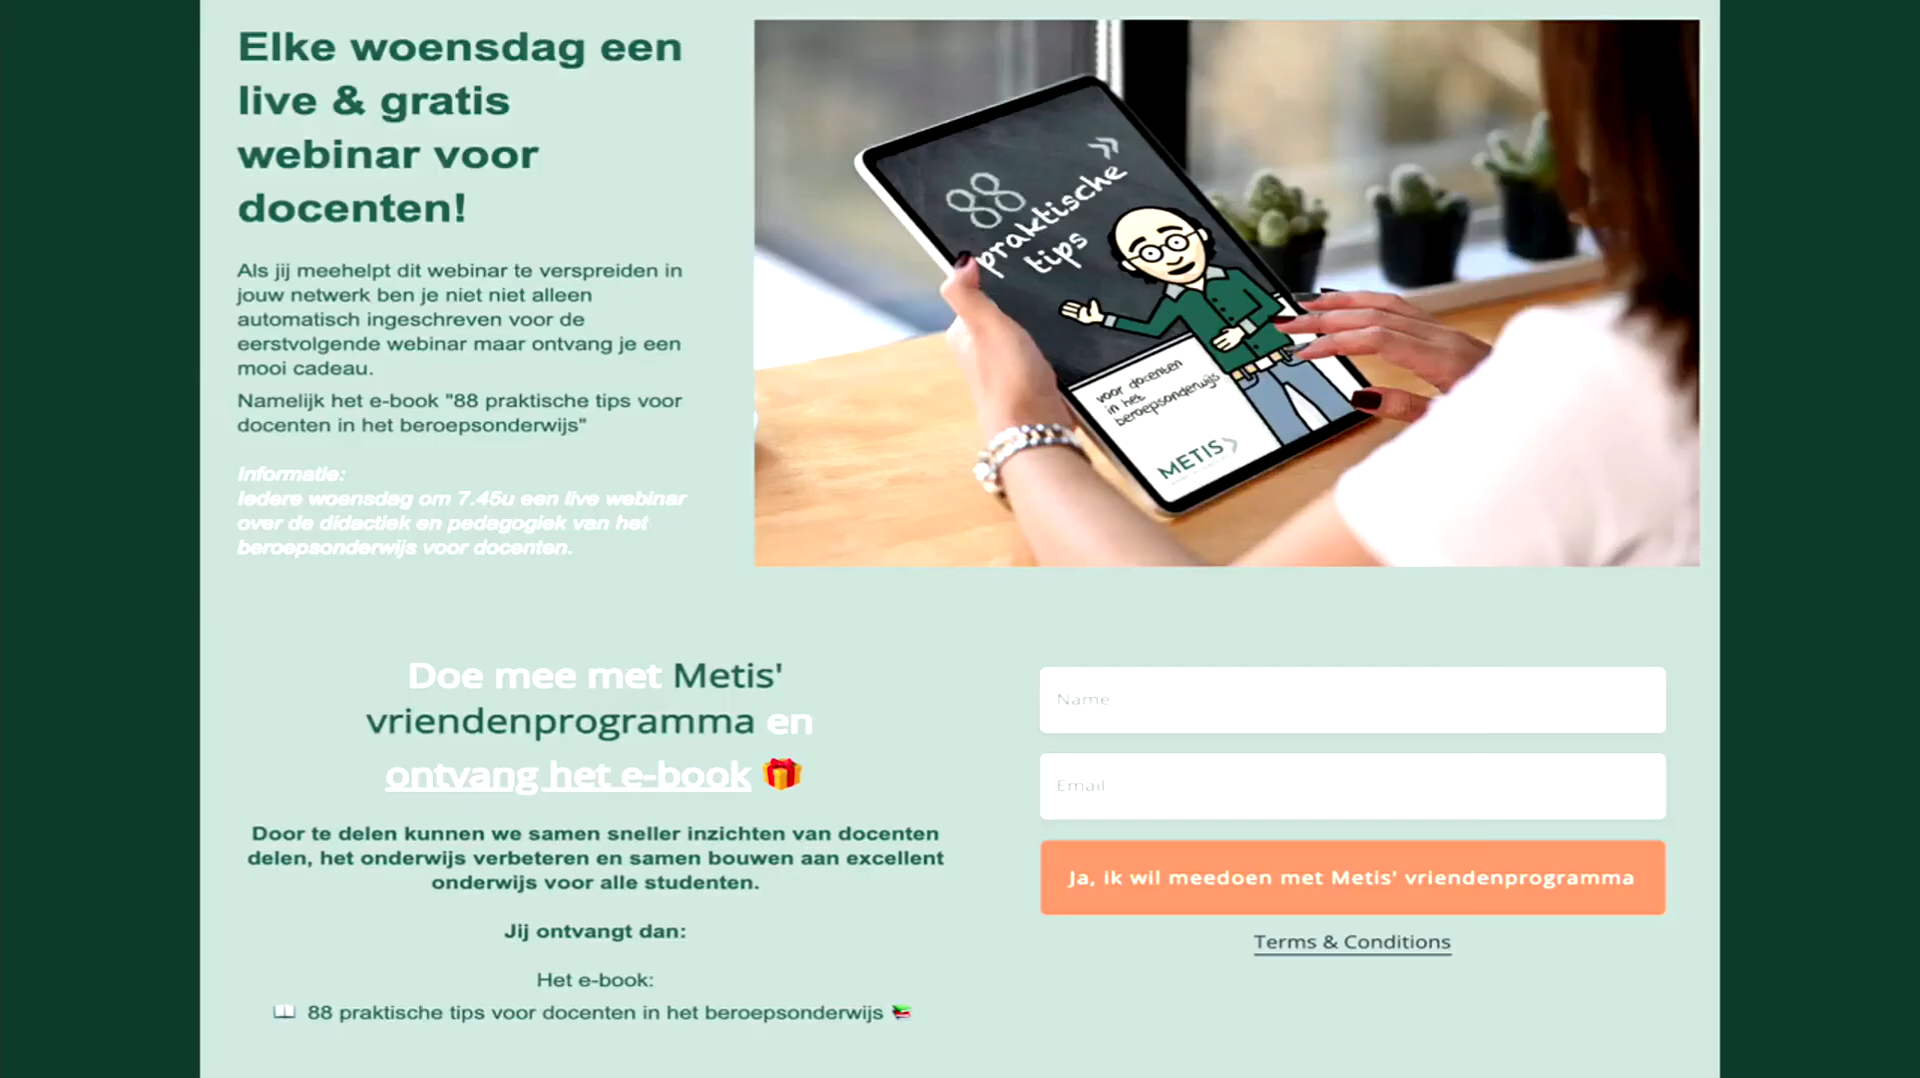 Elke woensdag een
live & gratis
webinar voor
docenten!
Als jij meehelpt dit webinar te verspreiden in
jouw netwerk ben je niet niet alleen
automatisch ingeschreven voor de
eerstvolgende webinar maar ontvang je een
mooi cadeau.
Namelijk het e-book "88 praktische tips voor
docenten in het beroepsonderwijs"
Informatie:
Iedere woensdag om 7.45u een live webinar
over de didactiek en pedagogiek van het
beroepsonderwijs voor docenten.
88
praktische
tips
voor docenten
in het
beroepsonderwijs
METIS
Doe mee met Metis'
vriendenprogramma en
ontvang het e-book 🎁
Door te delen kunnen we samen sneller inzichten van docenten
delen, het onderwijs verbeteren en samen bouwen aan excellent
onderwijs voor alle studenten.
Jij ontvangt dan:
Het e-book:
📖 88 praktische tips voor docenten in het beroepsonderwijs 📚
Name
Email
Ja, ik wil meedoen met Metis' vriendenprogramma
Terms & Conditions